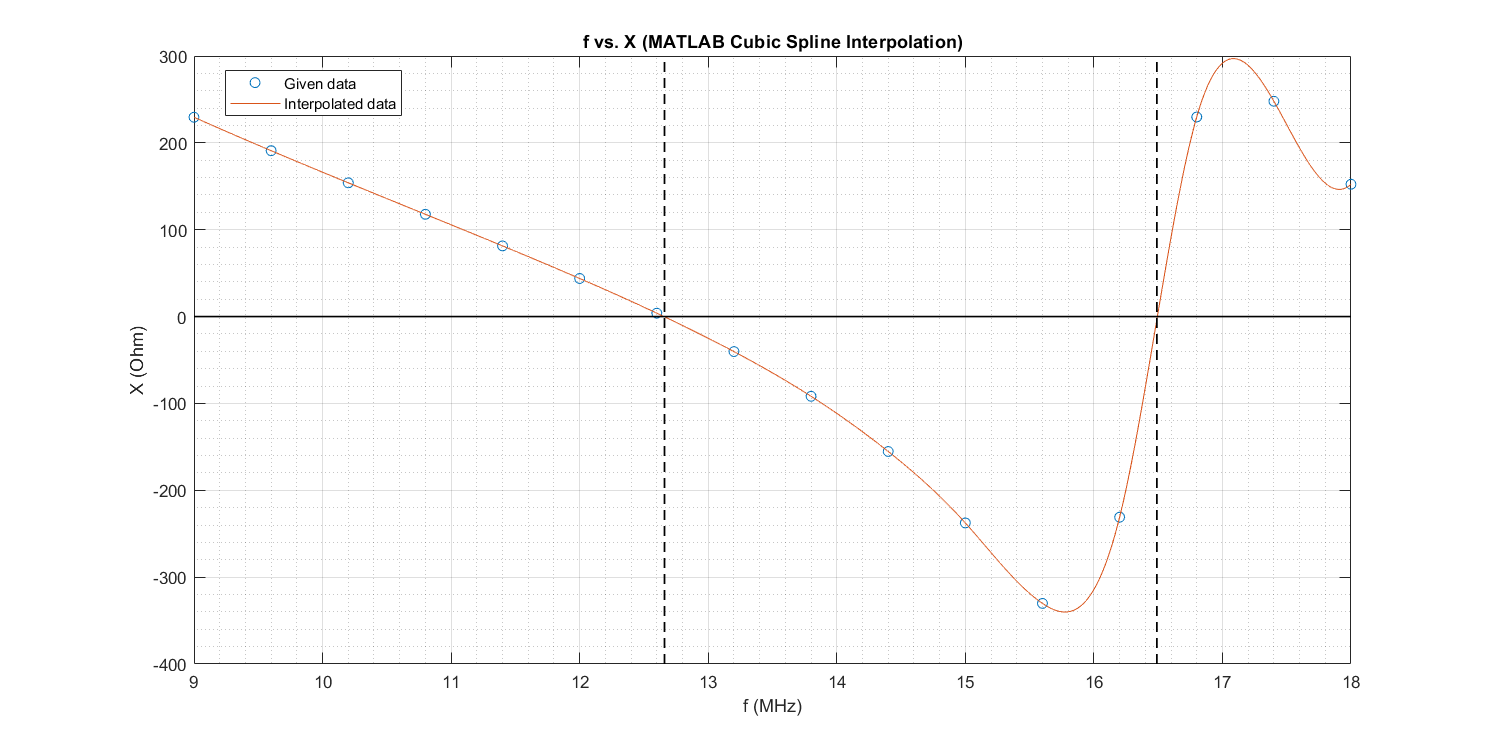 f vs. X (MATLAB Cubic Spline Interpolation)
300
Given data
Interpolated data
200
100
0
X (Ohm)
-100
-200
-300
-400
9 10 11 12 13 14 15 16 17 18
f (MHz)